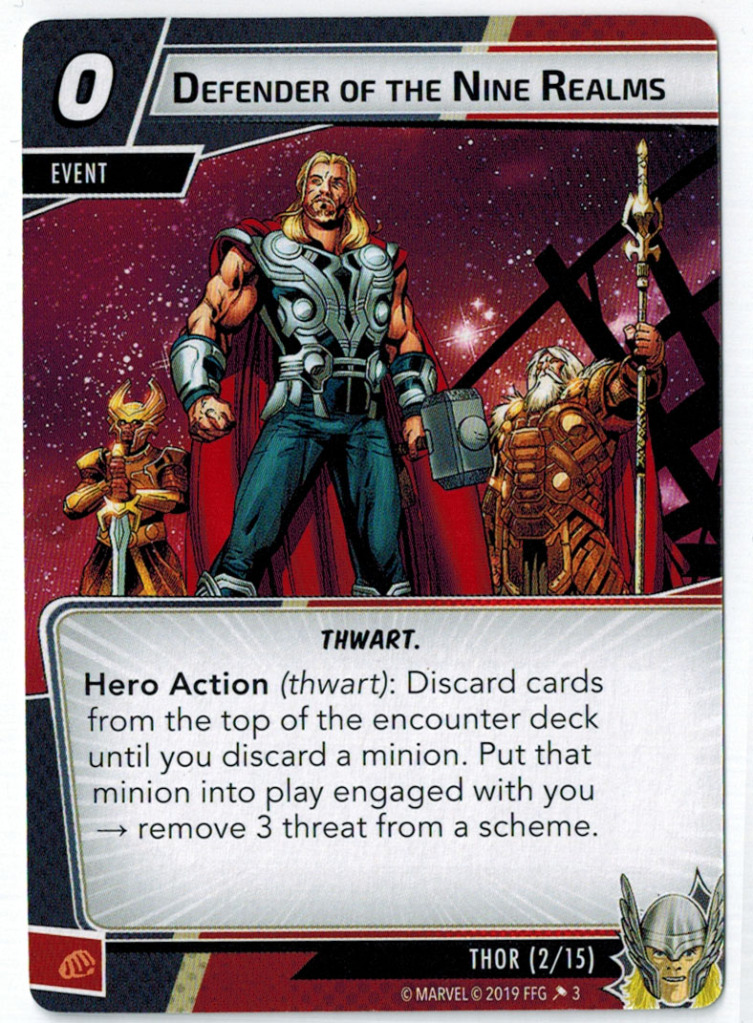 0
DEFENDER OF THE NINE REALMS
EVENT
THWART.
Hero Action (thwart): Discard cards
from the top of the encounter deck
until you discard a minion. Put that
minion into play engaged with you
→ remove 3 threat from a scheme.
THOR (2/15)
© MARVEL © 2019 FFG 3